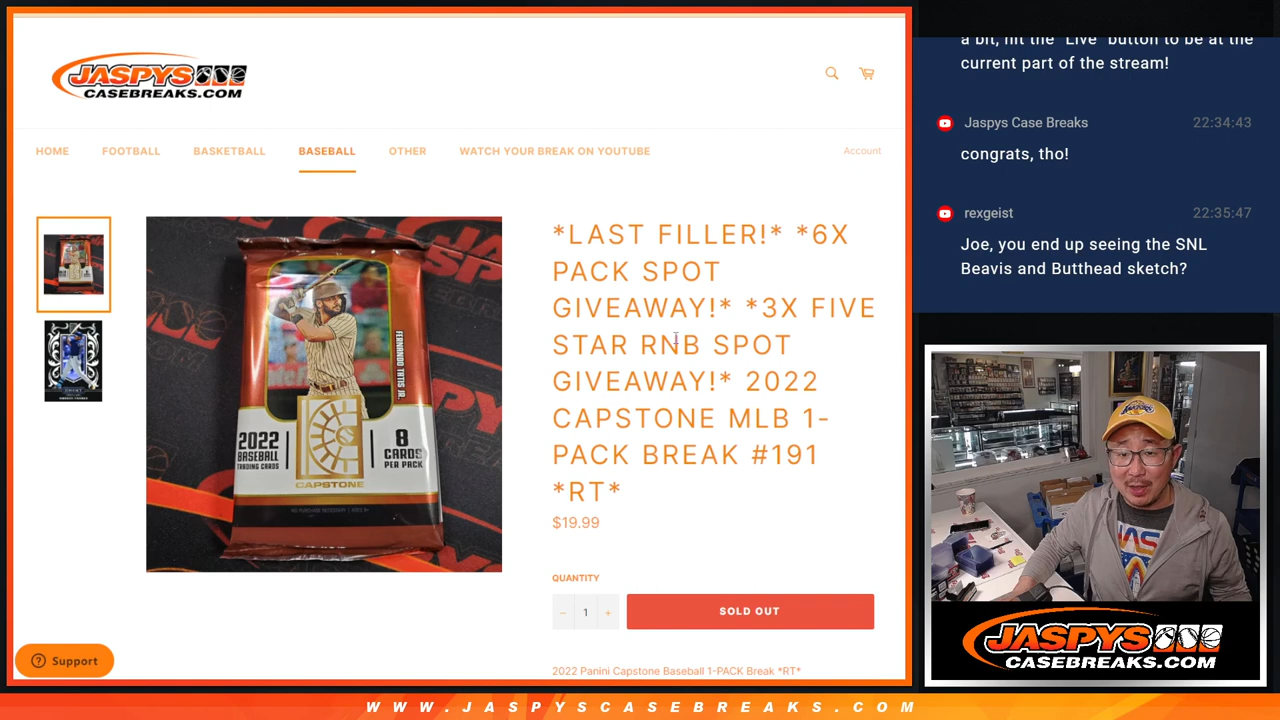 JASPYS
CASEBREAKS.COM
HOME FOOTBALL BASKETBALL BASEBALL OTHER WATCH YOUR BREAK ON YOUTUBE Account
FERNANDO TATIS JR.
2022
BASEBALL
TRADING CARDS
8
CARDS
PER PACK
CAPSTONE
*LAST FILLER!* *6X
PACK SPOT
GIVEAWAY!* *3X FIVE
STAR RNB SPOT
GIVEAWAY!* 2022
CAPSTONE MLB 1-
PACK BREAK #191
*RT*
$19.99
QUANTITY
− 1 +
SOLD OUT
2022 Panini Capstone Baseball 1-PACK Break *RT*
Support
a bit, hit the "Live" button to be at the
current part of the stream!
Jaspys Case Breaks 22:34:43
congrats, tho!
rexgeist 22:35:47
Joe, you end up seeing the SNL
Beavis and Butthead sketch?
JASPYS
CASEBREAKS.COM
WWW.JASPYSCASEBREAKS.COM